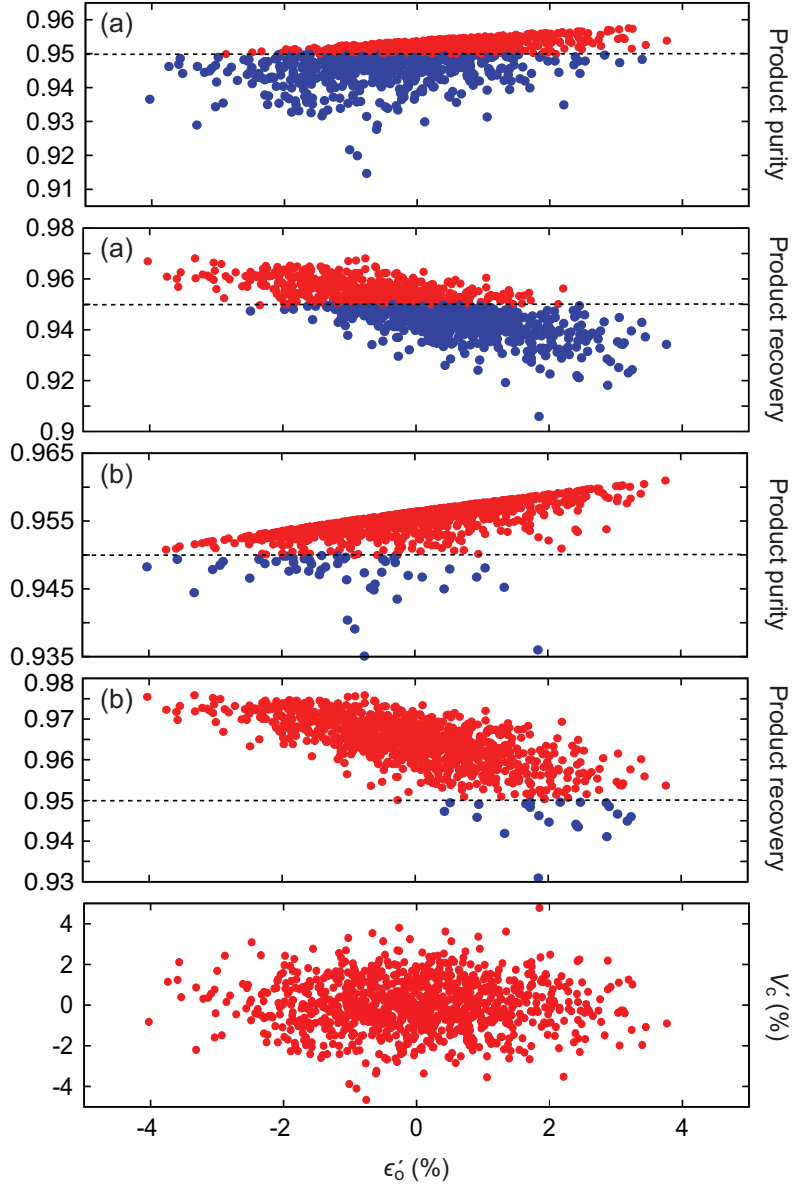 0.96
0.95
0.94
0.93
0.92
0.91
(a)
Product purity
0.98
0.96
0.94
0.92
0.9
(a)
Product recovery
0.965
0.955
0.945
0.935
(b)
Product purity
0.98
0.97
0.96
0.95
0.94
0.93
(b)
Product recovery
4
2
0
-2
-4
V′c (%)
-4 -2 0 2 4
ϵ′o (%)